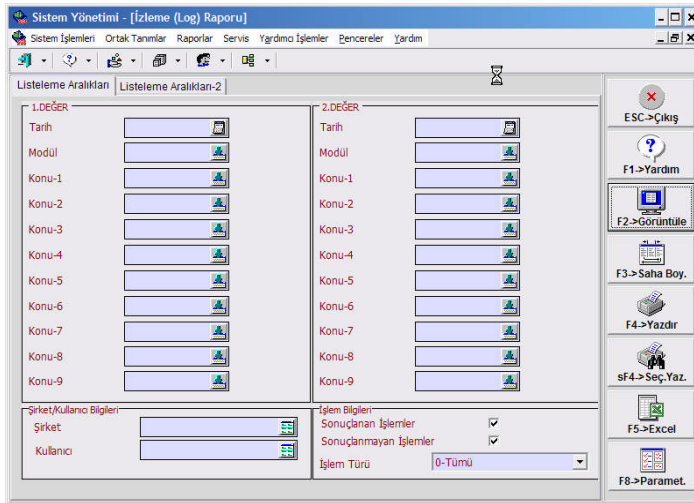 Sistem Yönetimi - [İzleme (Log) Raporu]
Sistem İşlemleri Ortak Tanımlar Raporlar Servis Yardımcı İşlemler Pencereler Yardım
Listeleme Aralıkları Listeleme Aralıkları-2
1.DEĞER 2.DEĞER
Tarih Tarih
Modül Modül
Konu-1 Konu-1
Konu-2 Konu-2
Konu-3 Konu-3
Konu-4 Konu-4
Konu-5 Konu-5
Konu-6 Konu-6
Konu-7 Konu-7
Konu-8 Konu-8
Konu-9 Konu-9
Şirket/Kullanıcı Bilgileri
Şirket
Kullanıcı
İşlem Bilgileri
Sonuçlanan İşlemler
Sonuçlanmayan İşlemler
İşlem Türü 0-Tümü
ESC->Çıkış
F1->Yardım
F2->Görüntüle
F3->Saha Boy.
F4->Yazdır
sF4->Seç.Yaz.
F5->Excel
F8->Paramet.